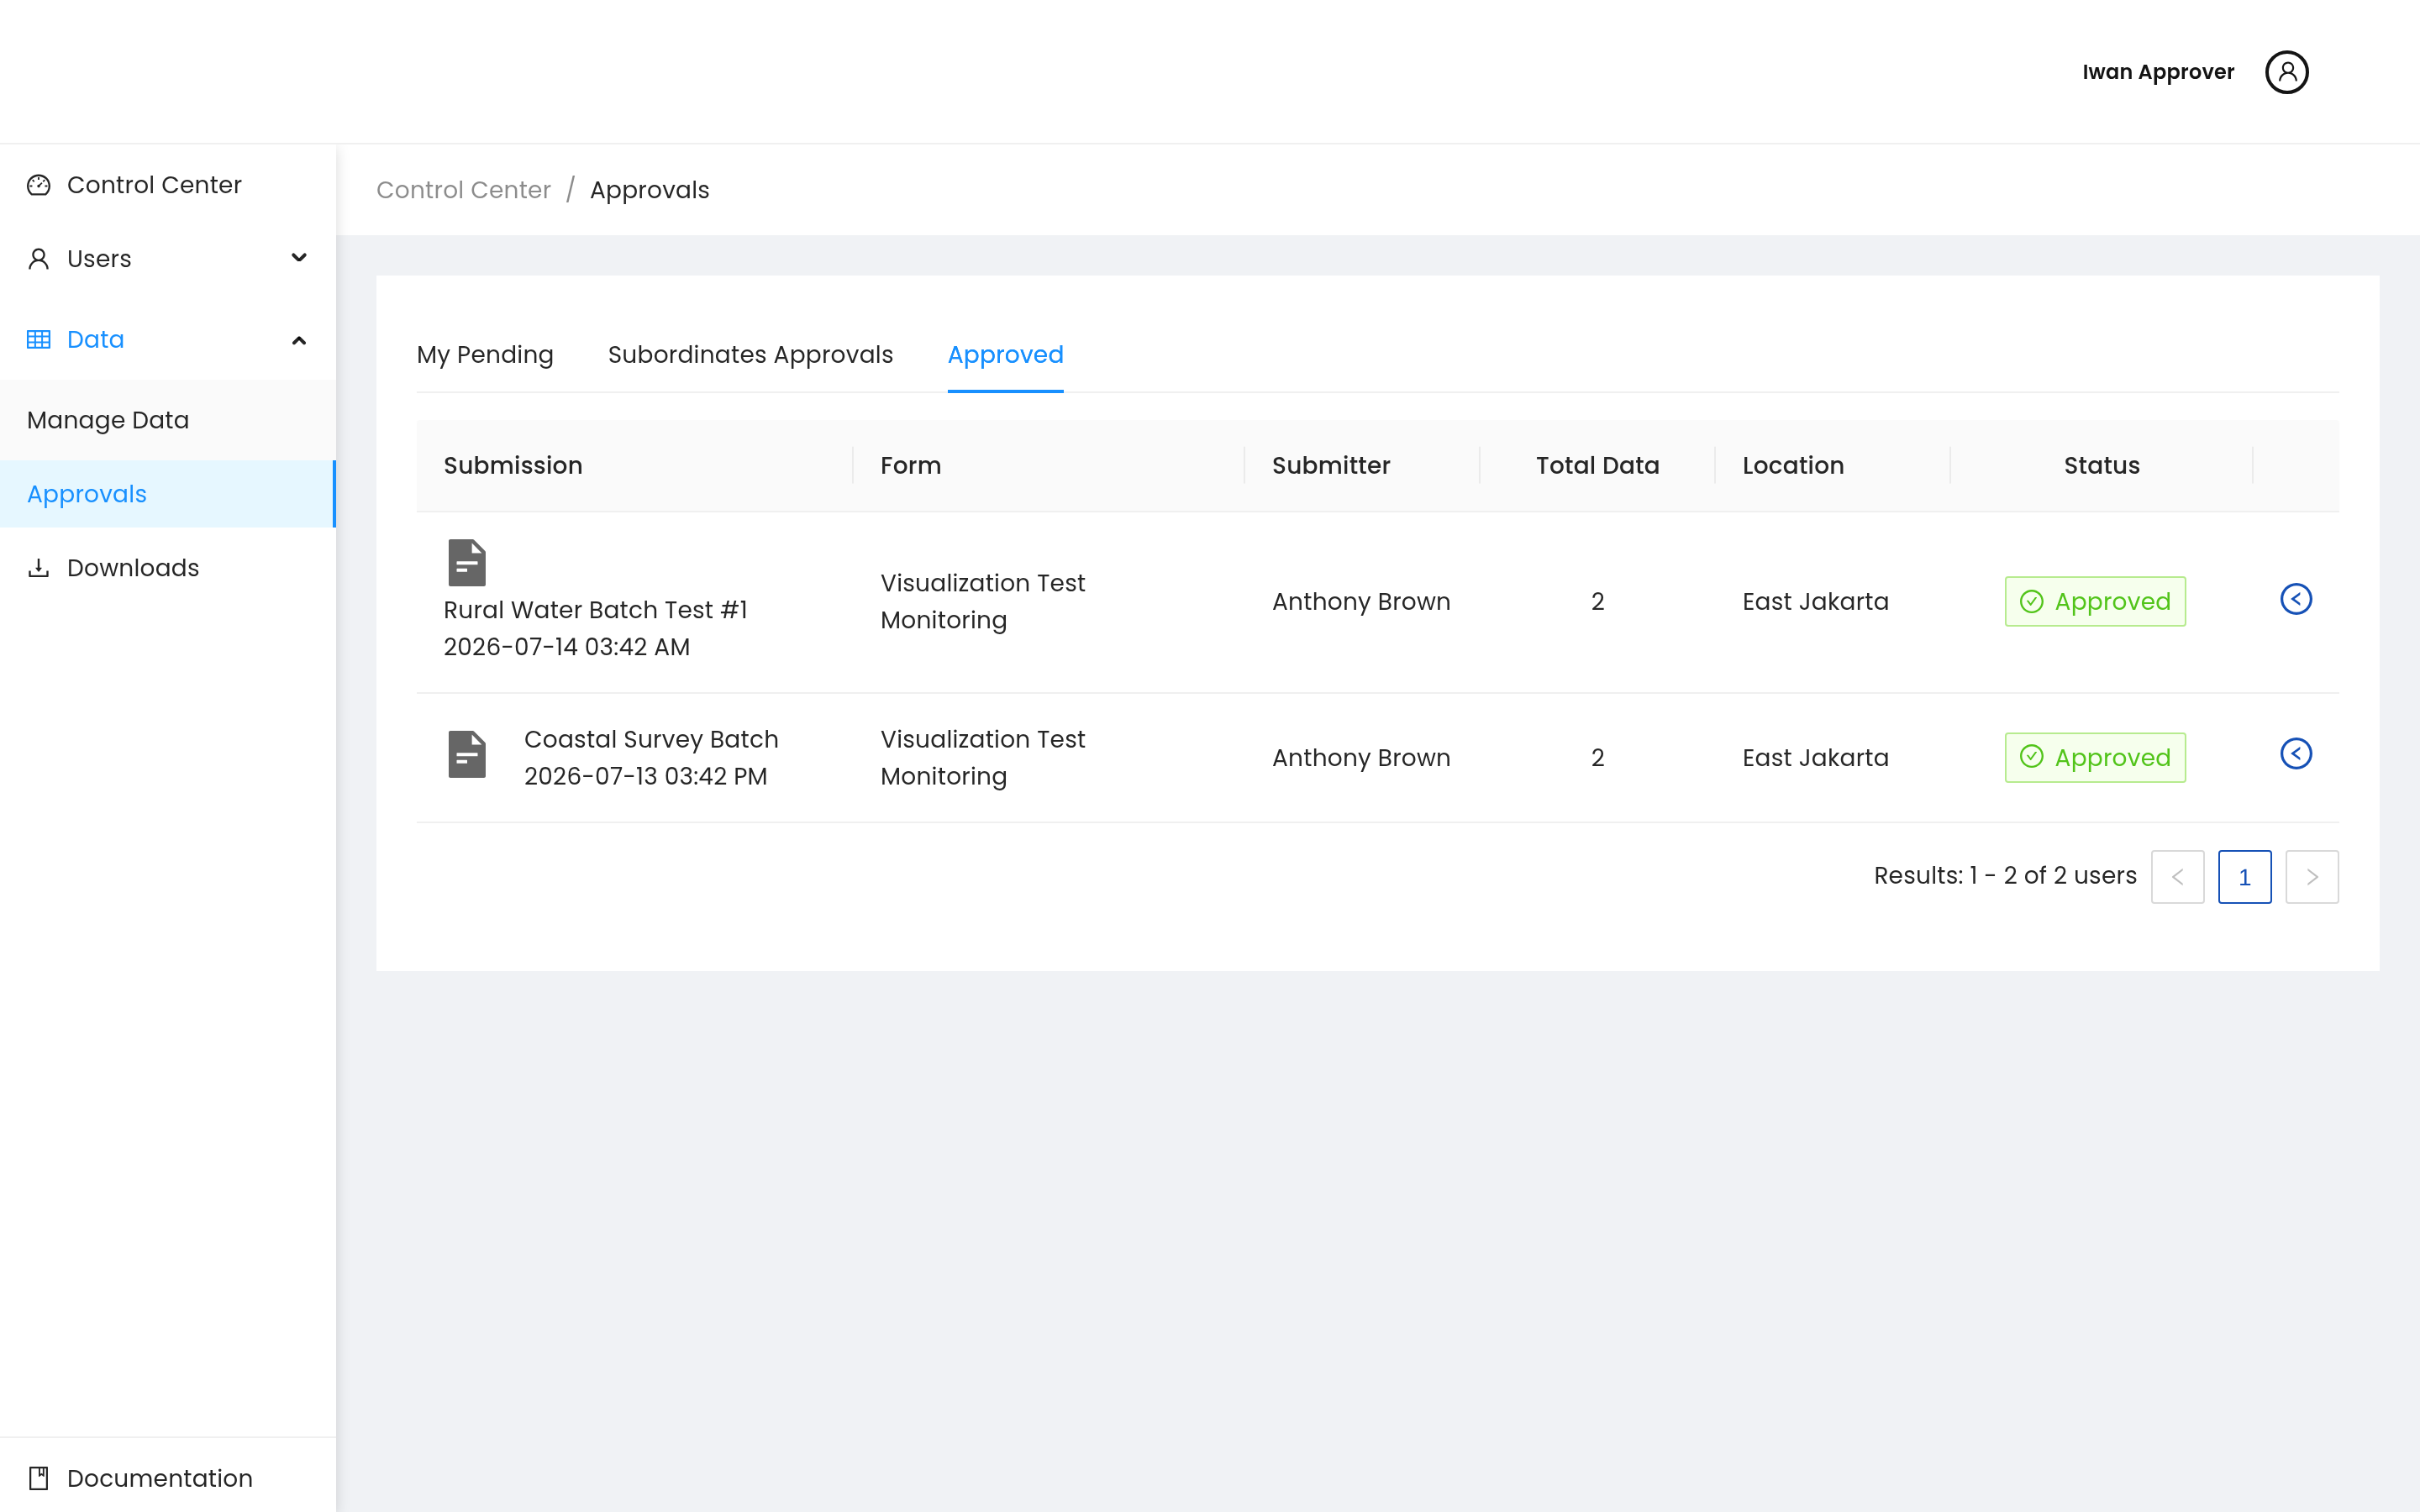 Iwan Approver
Control Center
Users
Data
Manage Data
Approvals
Downloads
Documentation
Control Center / Approvals
My Pending Subordinates Approvals Approved
Submission Form Submitter Total Data Location Status
Rural Water Batch Test #1
2026-07-14 03:42 AM
Visualization Test
Monitoring
Anthony Brown 2 East Jakarta Approved
Coastal Survey Batch
2026-07-13 03:42 PM
Visualization Test
Monitoring
Anthony Brown 2 East Jakarta Approved
Results: 1 - 2 of 2 users < 1 >